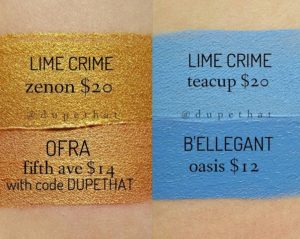 LIME CRIME
zenon $20
@dupethat
OFRA
fifth ave $14
with code DUPETHAT
LIME CRIME
teacup $20
@dupethat
B'ELLEGANT
oasis $12